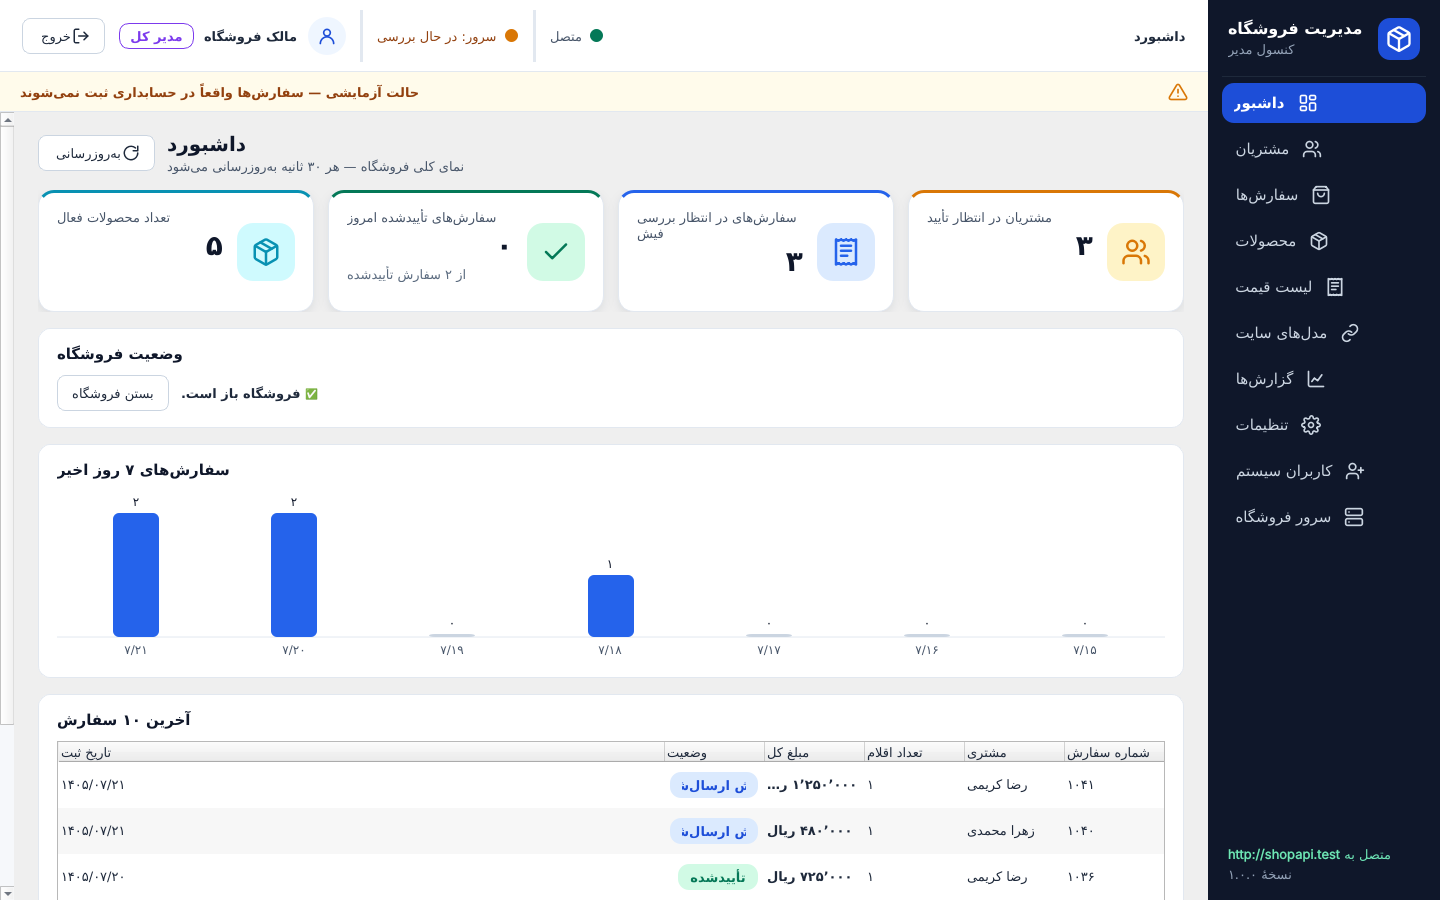 مدیریت فروشگاه
کنسول مدیر
داشبورد
مشتریان
سفارش‌ها
محصولات
لیست قیمت
مدل‌های سایت
گزارش‌ها
تنظیمات
کاربران سیستم
سرور فروشگاه
متصل به http://shopapi.test
نسخهٔ ۱.۰.۰
داشبورد
متصل
سرور: در حال بررسی
مالک فروشگاه
مدیر کل
خروج
حالت آزمایشی — سفارش‌ها واقعاً در حسابداری ثبت نمی‌شوند
داشبورد
نمای کلی فروشگاه — هر ۳۰ ثانیه به‌روزرسانی می‌شود
به‌روزرسانی
مشتریان در انتظار تأیید
۳
سفارش‌های در انتظار بررسی
فیش
۳
سفارش‌های تأییدشده امروز
۰
از ۲ سفارش تأییدشده
تعداد محصولات فعال
۵
وضعیت فروشگاه
✅ فروشگاه باز است.
بستن فروشگاه
سفارش‌های ۷ روز اخیر
۰ ۰ ۰ ۱ ۰ ۲ ۲
۷/۱۵ ۷/۱۶ ۷/۱۷ ۷/۱۸ ۷/۱۹ ۷/۲۰ ۷/۲۱
آخرین ۱۰ سفارش
شماره سفارش مشتری تعداد اقلام مبلغ کل وضعیت تاریخ ثبت
۱۰۴۱ رضا کریمی ۱ ۱٬۲۵۰٬۰۰۰ ر... ش ارسال‌ش ۱۴۰۵/۰۷/۲۱
۱۰۴۰ زهرا محمدی ۱ ۴۸۰٬۰۰۰ ریال ش ارسال‌ش ۱۴۰۵/۰۷/۲۱
۱۰۳۶ رضا کریمی ۱ ۷۲۵٬۰۰۰ ریال تأییدشده ۱۴۰۵/۰۷/۲۰